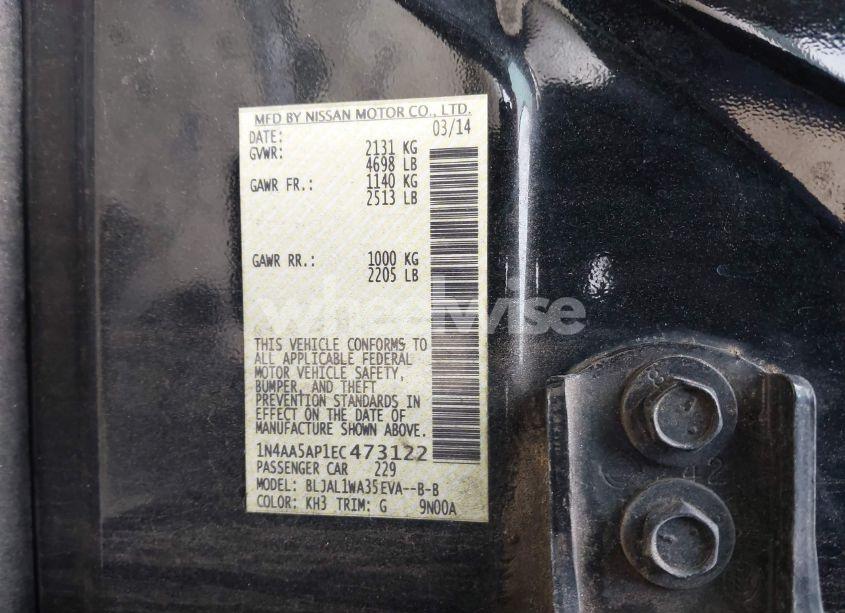 MFD BY NISSAN MOTOR CO., LTD.
DATE: 03/14
GVWR: 2131 KG
4698 LB
GAWR FR.: 1140 KG
2513 LB
GAWR RR.: 1000 KG
2205 LB
wheelwise
THIS VEHICLE CONFORMS TO
ALL APPLICABLE FEDERAL
MOTOR VEHICLE SAFETY,
BUMPER, AND THEFT
PREVENTION STANDARDS IN
EFFECT ON THE DATE OF
MANUFACTURE SHOWN ABOVE.
1N4AA5AP1EC473122
PASSENGER CAR 229
MODEL: BLJAL1WA35EVA--B-B
COLOR: KH3 TRIM: G 9N00A
8
42